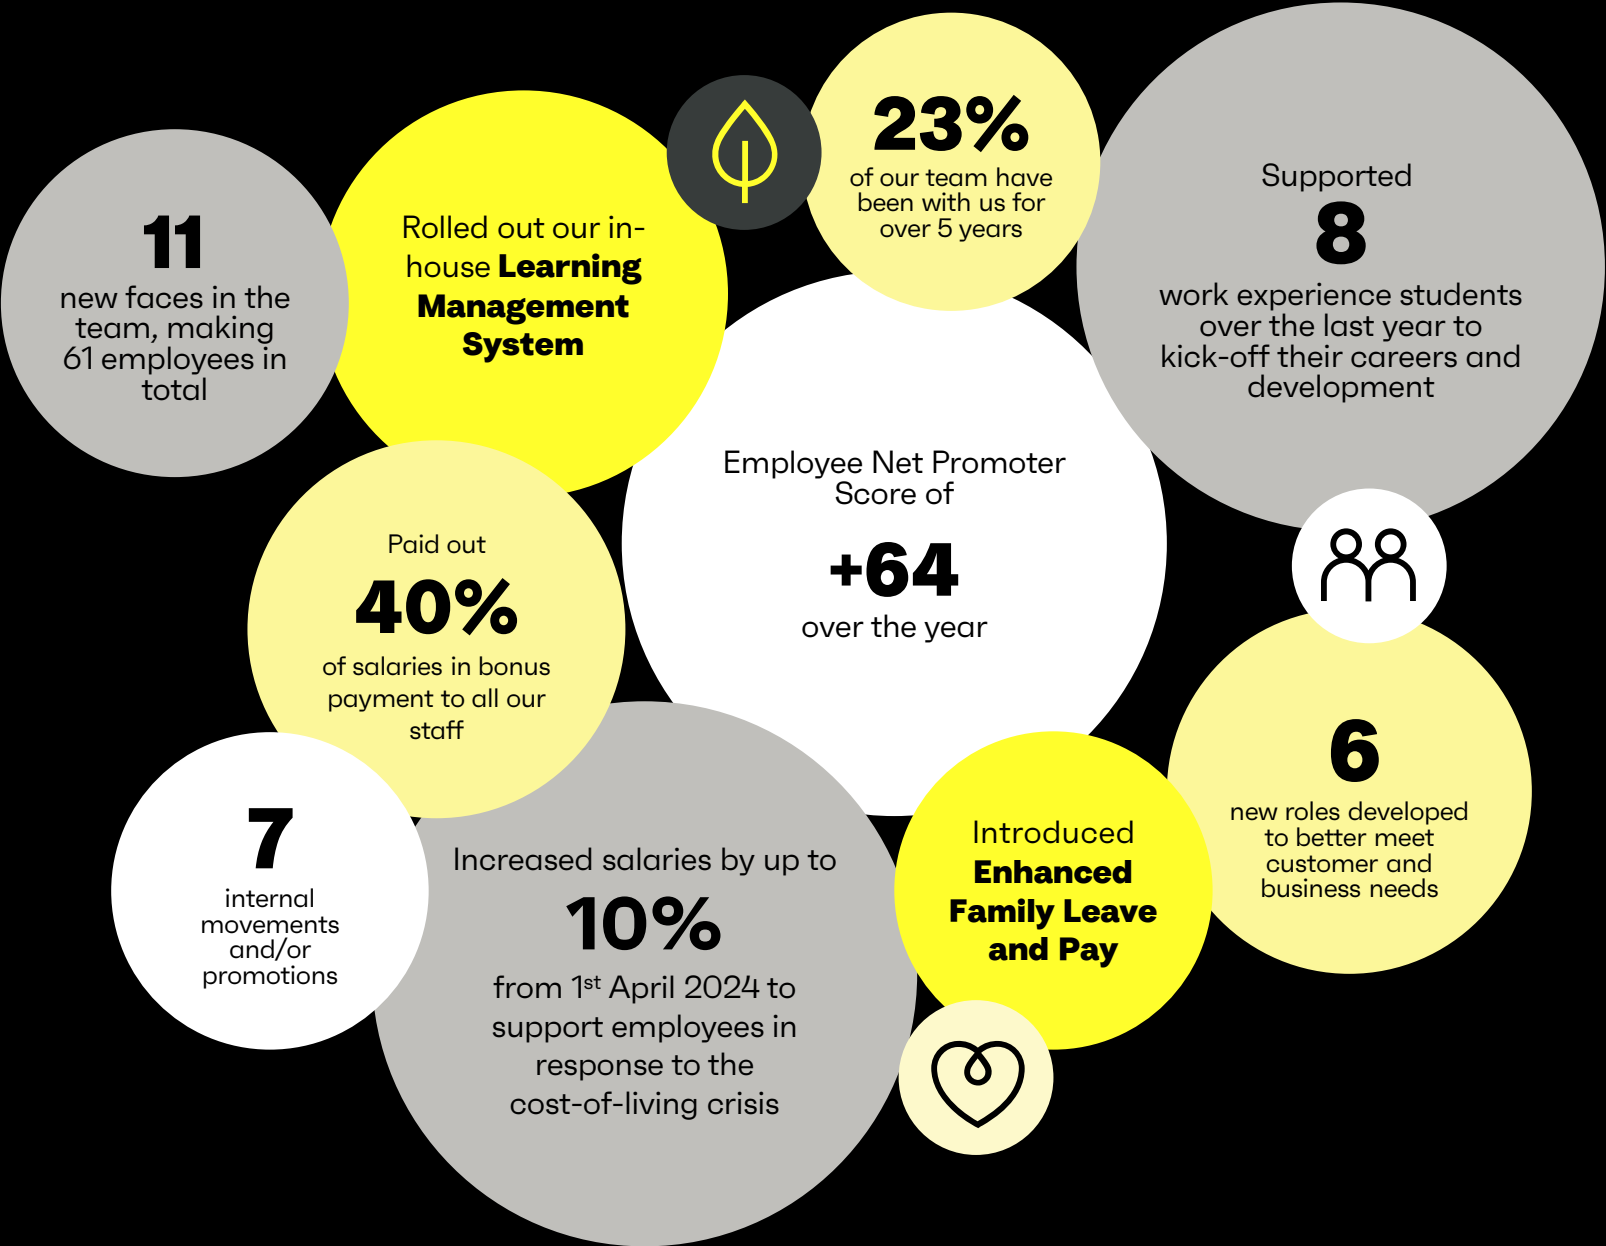 11
new faces in the
team, making
61 employees in
total
Rolled out our in-
house Learning
Management
System
23%
of our team have
been with us for
over 5 years
Supported
8
work experience students
over the last year to
kick-off their careers and
development
Employee Net Promoter
Score of
+64
over the year
Paid out
40%
of salaries in bonus
payment to all our
staff
7
internal
movements
and/or
promotions
Increased salaries by up to
10%
from 1st April 2024 to
support employees in
response to the
cost-of-living crisis
Introduced
Enhanced
Family Leave
and Pay
6
new roles developed
to better meet
customer and
business needs